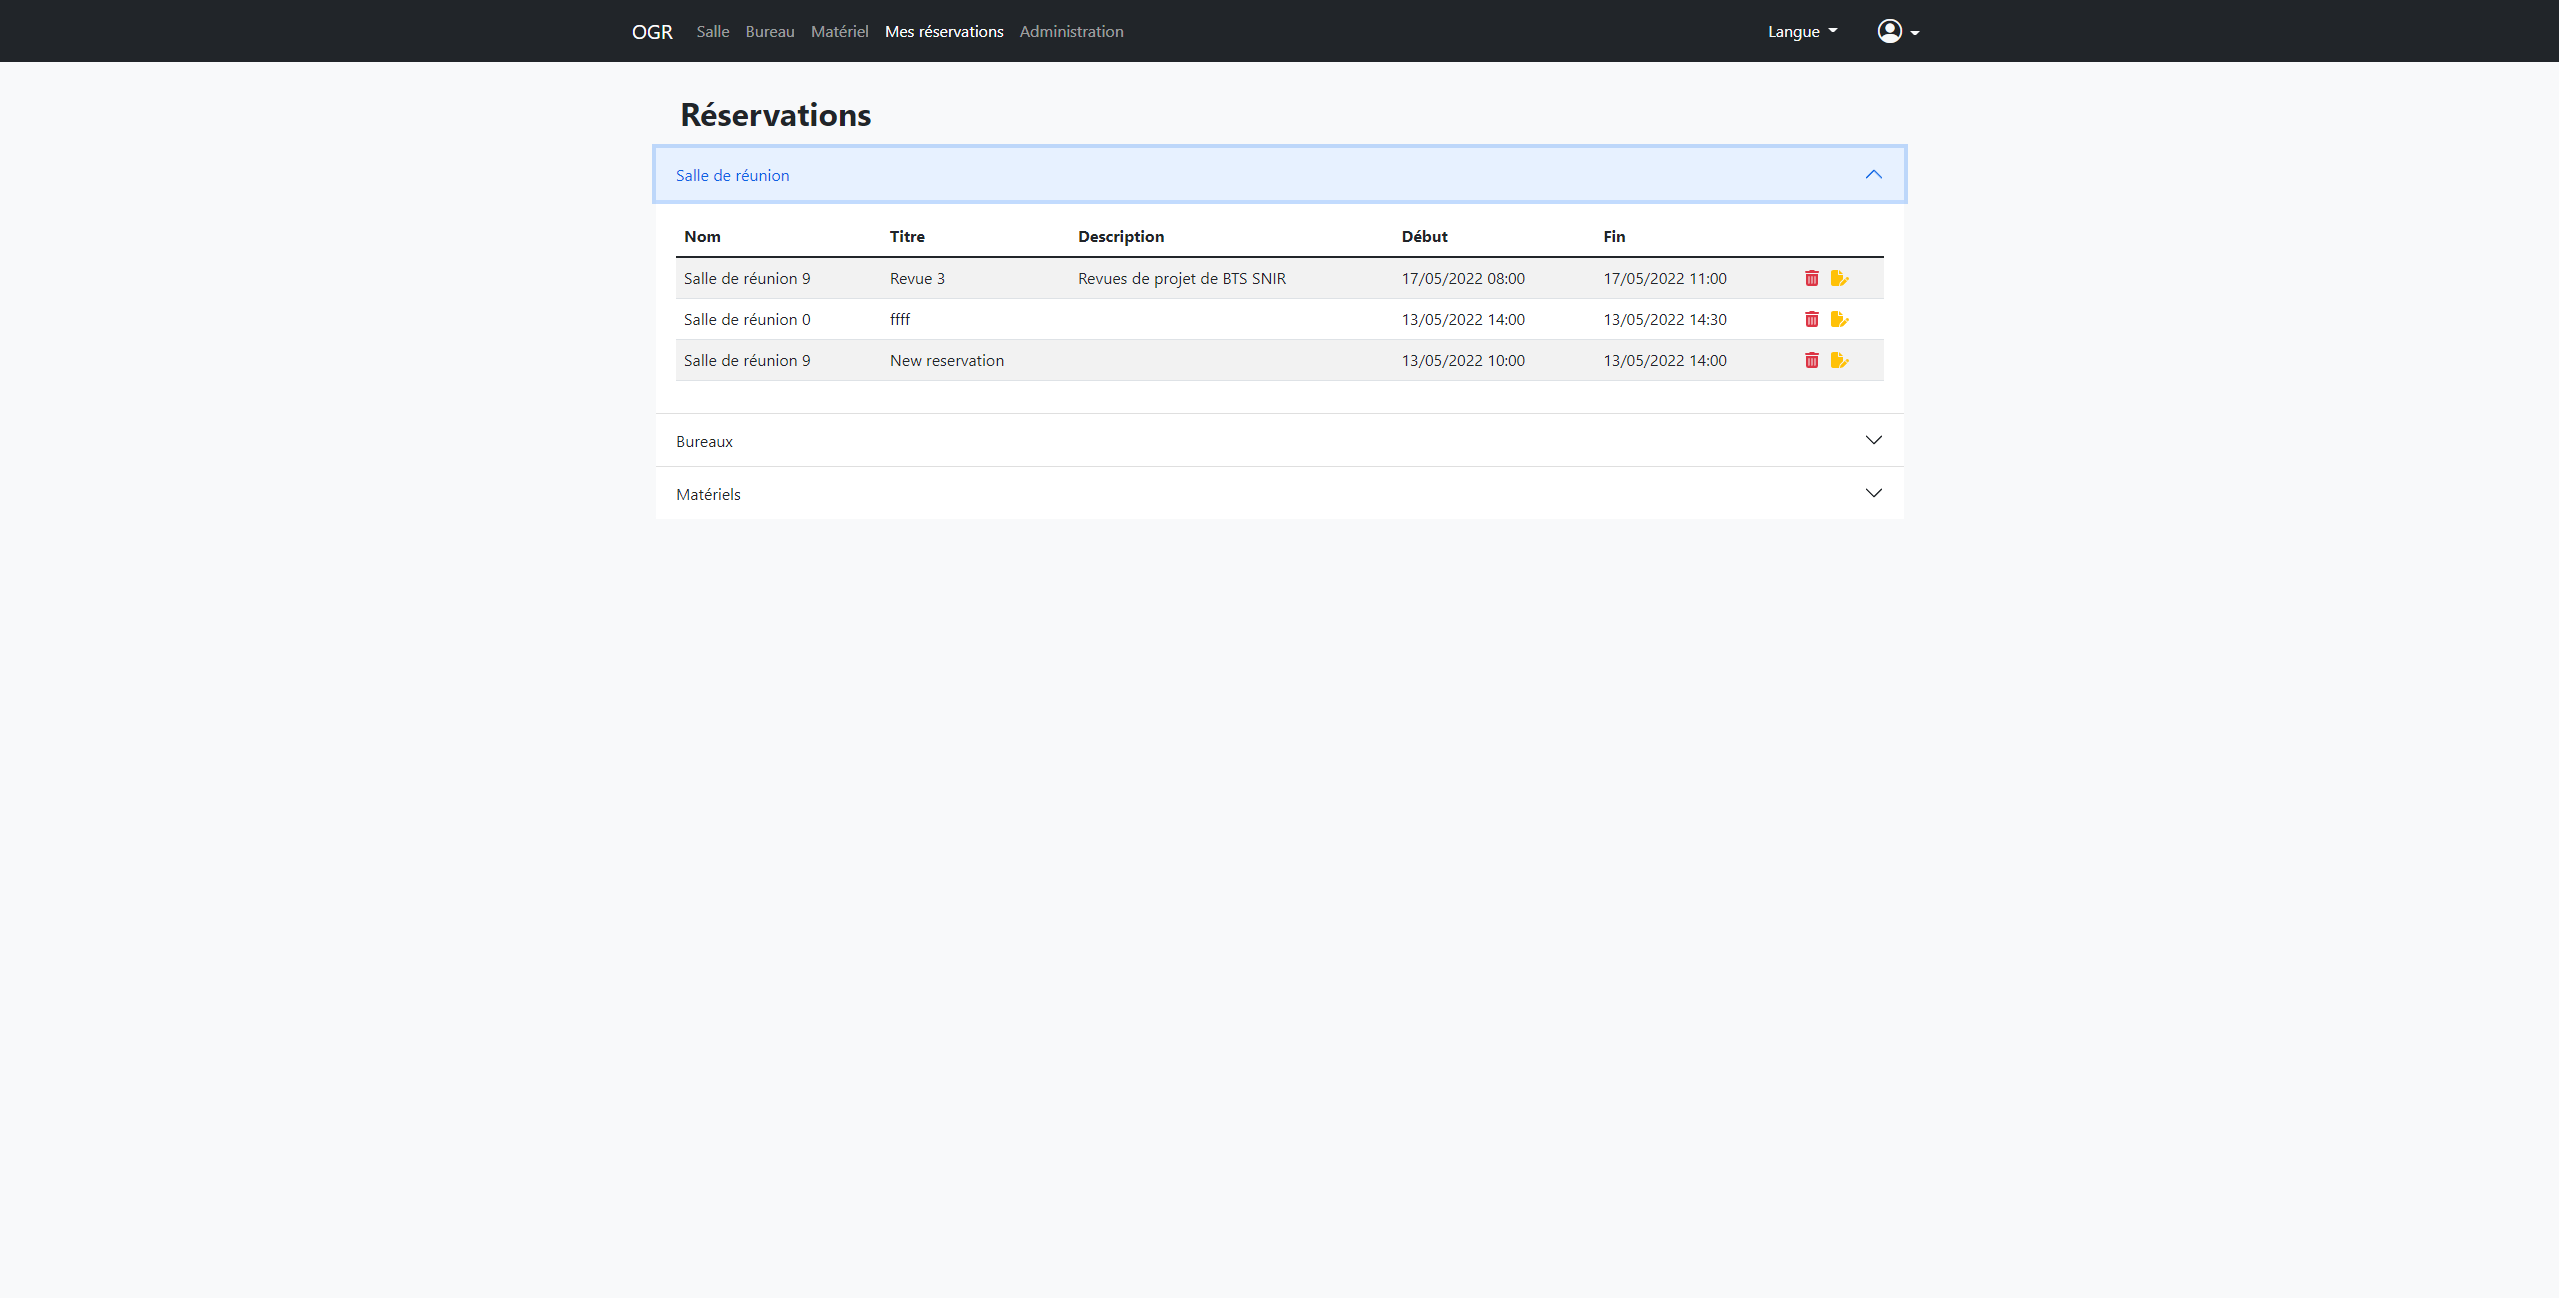 OGR Salle Bureau Matériel Mes réservations Administration Langue
Réservations
Salle de réunion
Nom Titre Description Début Fin
Salle de réunion 9 Revue 3 Revues de projet de BTS SNIR 17/05/2022 08:00 17/05/2022 11:00
Salle de réunion 0 ffff 13/05/2022 14:00 13/05/2022 14:30
Salle de réunion 9 New reservation 13/05/2022 10:00 13/05/2022 14:00
Bureaux
Matériels